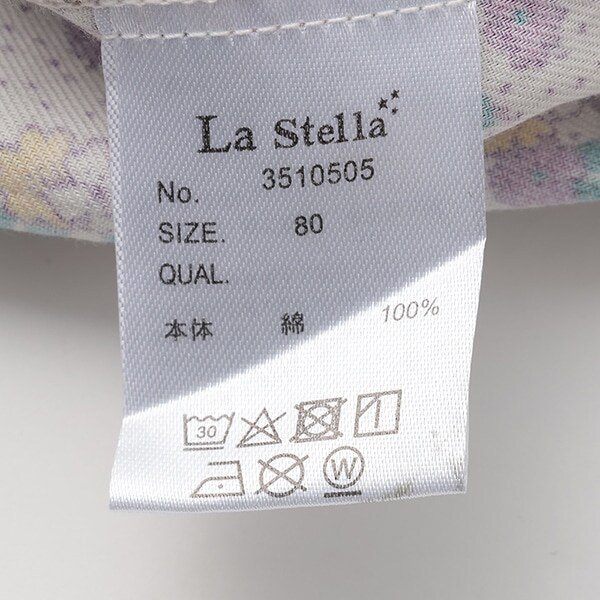 La Stella
No. 3510505
SIZE. 80
QUAL.
本体 綿 100%
30
W